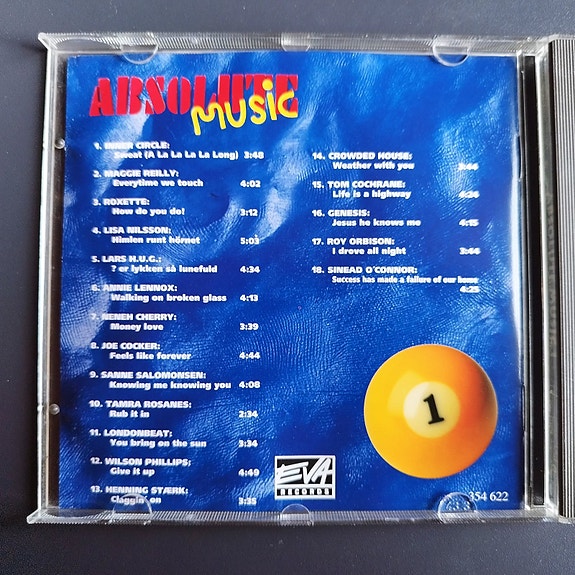 ABSOLUTE
MUSIC
1. INNER CIRCLE:
Sweat (A La La La La Long) 3:48
2. MAGGIE REILLY:
Everytime we touch 4:02
3. ROXETTE:
How do you do! 3:12
4. LISA NILSSON:
Himlen runt hörnet 5:03
5. LARS H.U.G.:
? er lykken så lunefuld 4:34
6. ANNIE LENNOX:
Walking on broken glass 4:13
7. NENEH CHERRY:
Money love 3:39
8. JOE COCKER:
Feels like forever 4:44
9. SANNE SALOMONSEN:
Knowing me knowing you 4:08
10. TAMRA ROSANES:
Rub it in 2:34
11. LONDONBEAT:
You bring on the sun 3:34
12. WILSON PHILLIPS:
Give it up 4:49
13. HENNING STÆRK:
Claggin' on 3:35
14. CROWDED HOUSE:
Weather with you 3:44
15. TOM COCHRANE:
Life is a highway 4:24
16. GENESIS:
Jesus he knows me 4:15
17. ROY ORBISON:
I drove all night 3:44
18. SINEAD O'CONNOR:
Success has made a failure of our home
4:25
1
EVA
RECORDS
354 622